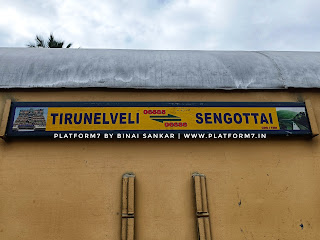 TIRUNELVELI SENGOTTAI
PLATFORM7 BY BINAI SANKAR | WWW.PLATFORM7.IN